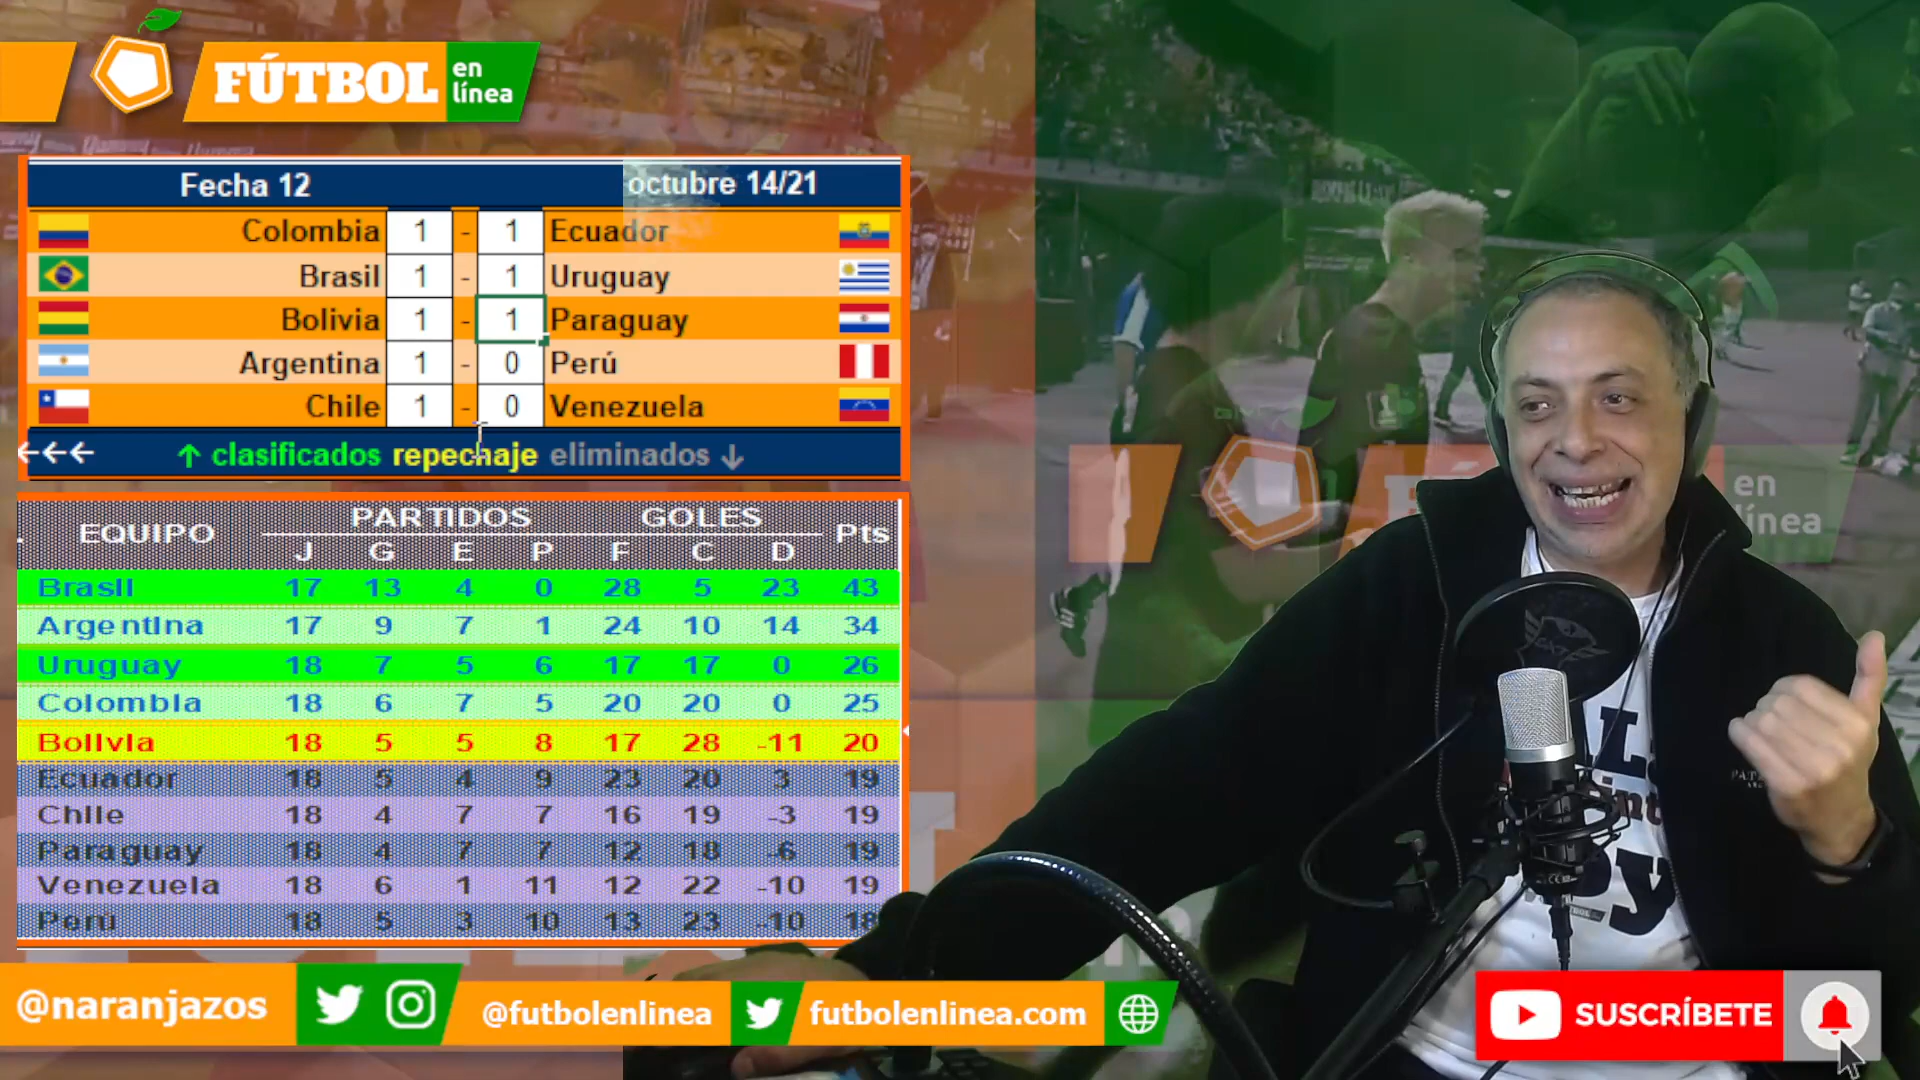 FÚTBOL en línea
Fecha 12 octubre 14/21
Colombia 1 - 1 Ecuador
Brasil 1 - 1 Uruguay
Bolivia 1 - 1 Paraguay
Argentina 1 - 0 Perú
Chile 1 - 0 Venezuela
←←← ↑ clasificados repechaje eliminados ↓
EQUIPO PARTIDOS GOLES Pts
J G E P F C D
Brasil 17 13 4 0 28 5 23 43
Argentina 17 9 7 1 24 10 14 34
Uruguay 18 7 5 6 17 17 0 26
Colombia 18 6 7 5 20 20 0 25
Bolivia 18 5 5 8 17 28 -11 20
Ecuador 18 5 4 9 23 20 3 19
Chile 18 4 7 7 16 19 -3 19
Paraguay 18 4 7 7 12 18 -6 19
Venezuela 18 6 1 11 12 22 -10 19
Perú 18 5 3 10 13 23 -10 18
en
línea
@naranjazos @futbolenlinea futbolenlinea.com
SUSCRÍBETE